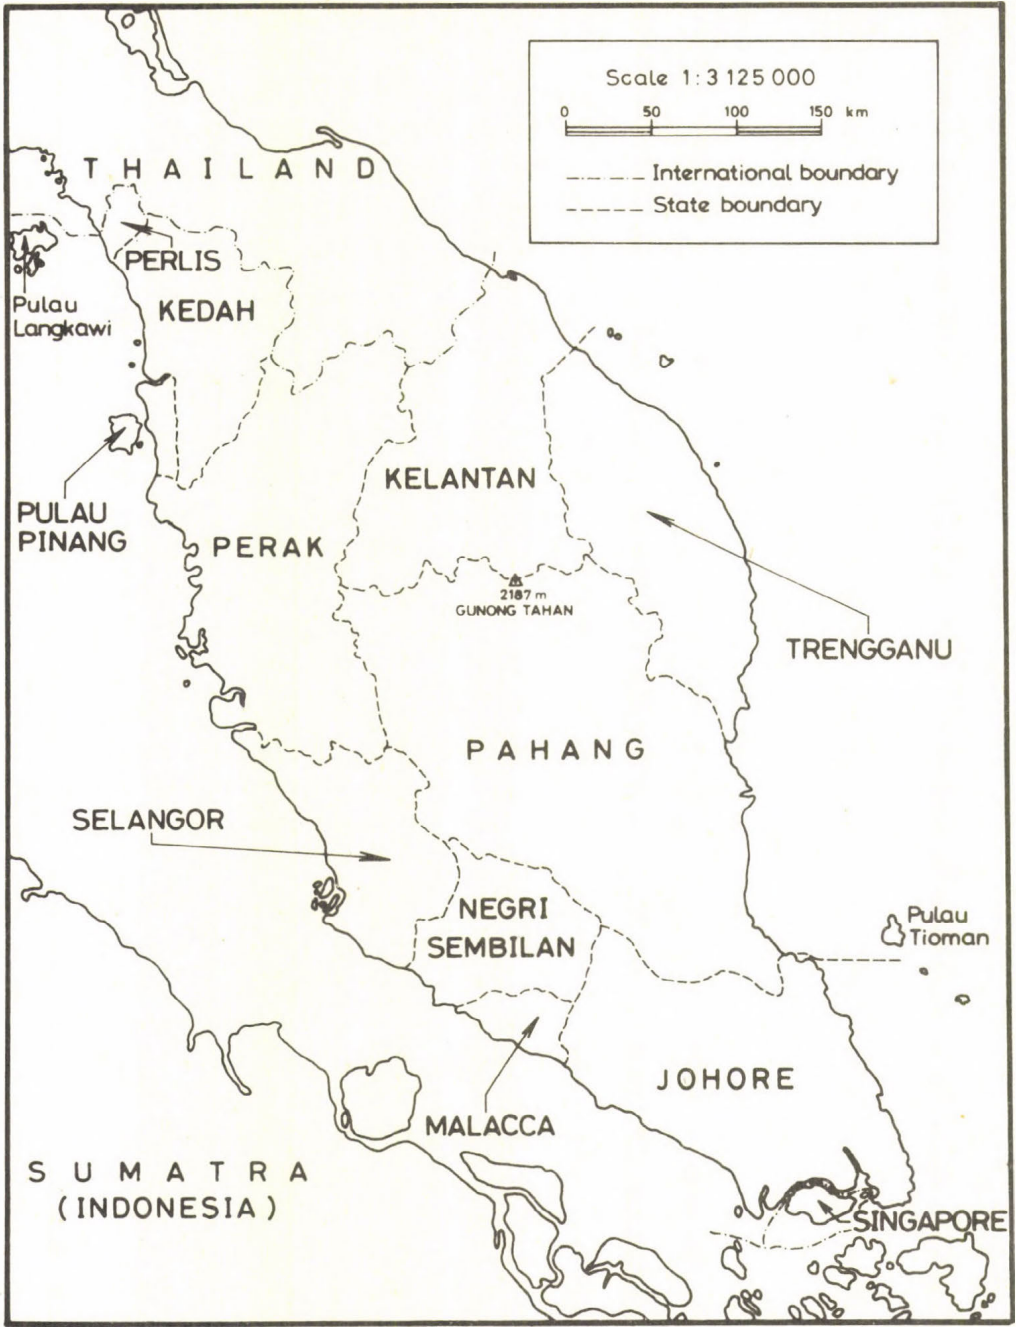 Scale 1:3 125 000
0 50 100 150 km
International boundary
State boundary
THAILAND
PERLIS
KEDAH
Pulau
Langkawi
PULAU
PINANG
PERAK
KELANTAN
2187 m
GUNONG TAHAN
TRENGGANU
PAHANG
SELANGOR
NEGRI
SEMBILAN
Pulau
Tioman
JOHORE
MALACCA
SUMATRA
(INDONESIA)
SINGAPORE